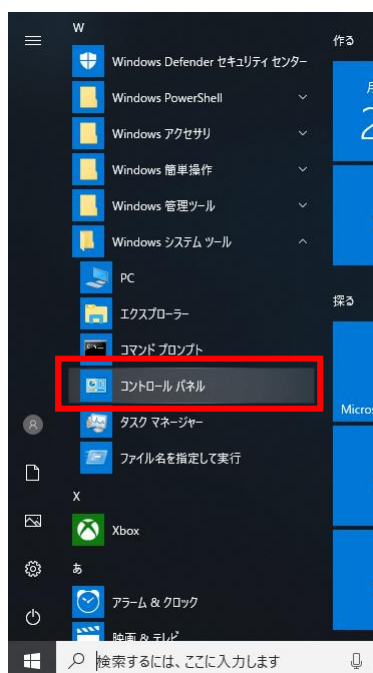 W
作る
Windows Defender セキュリティ センター
Windows PowerShell
Windows アクセサリ
Windows 簡単操作
Windows 管理ツール
Windows システム ツール
PC
エクスプローラー
探る
コマンド プロンプト
コントロール パネル
Micros
タスク マネージャー
ファイル名を指定して実行
X
Xbox
あ
アラーム & クロック
映画 & テレビ
検索するには、ここに入力します